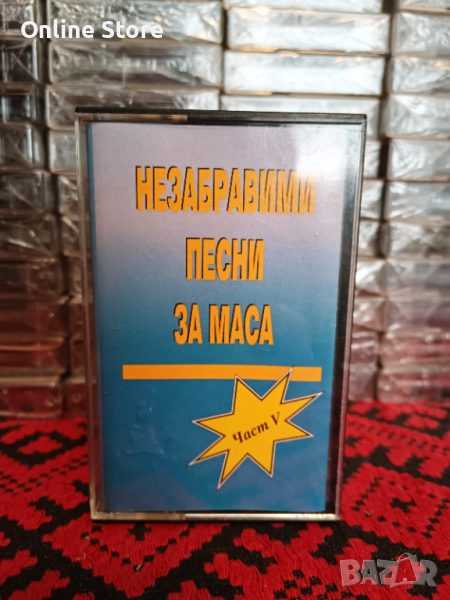 Online Store
НЕЗАБРАВИМИ
ПЕСНИ
ЗА МАСА
Част V
BAZAR